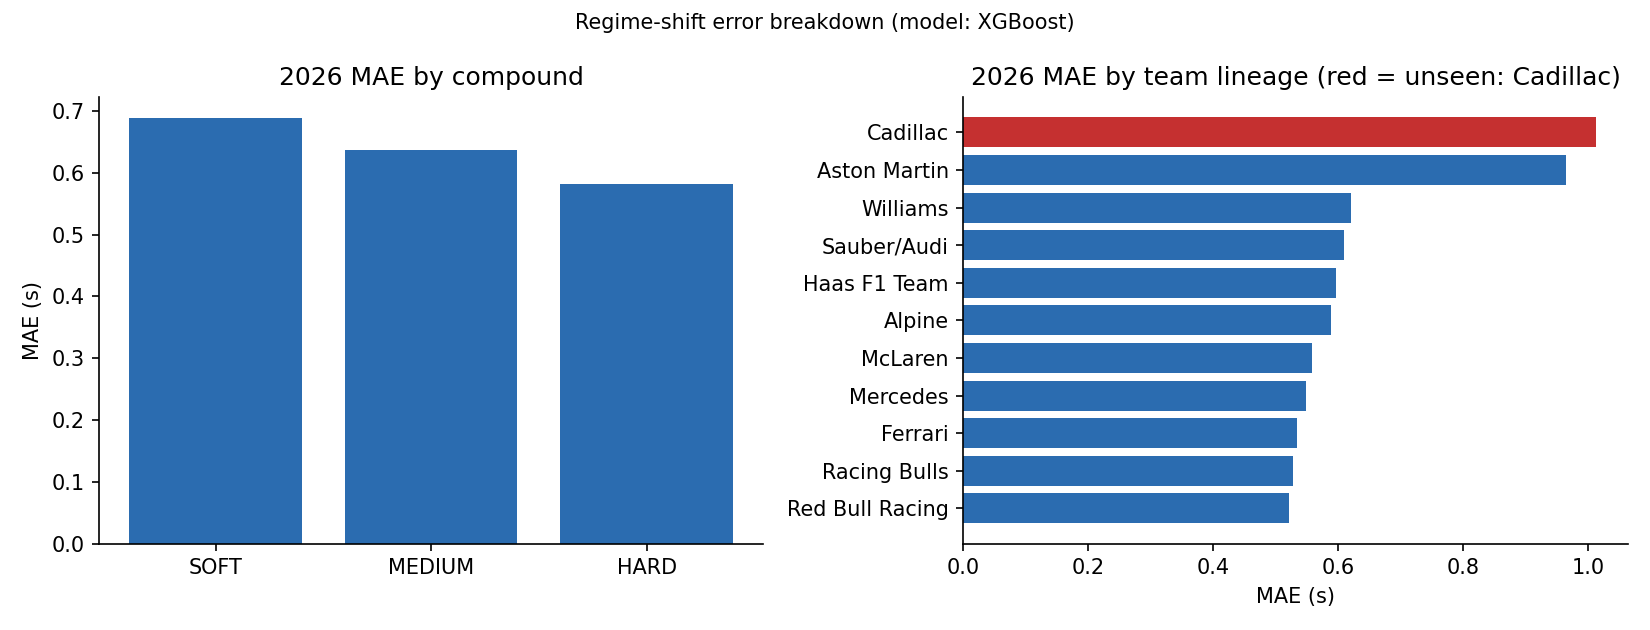 Regime-shift error breakdown (model: XGBoost)
2026 MAE by compound
MAE (s)
0.7
0.6
0.5
0.4
0.3
0.2
0.1
0.0
SOFT MEDIUM HARD
2026 MAE by team lineage (red = unseen: Cadillac)
Cadillac
Aston Martin
Williams
Sauber/Audi
Haas F1 Team
Alpine
McLaren
Mercedes
Ferrari
Racing Bulls
Red Bull Racing
0.0 0.2 0.4 0.6 0.8 1.0
MAE (s)